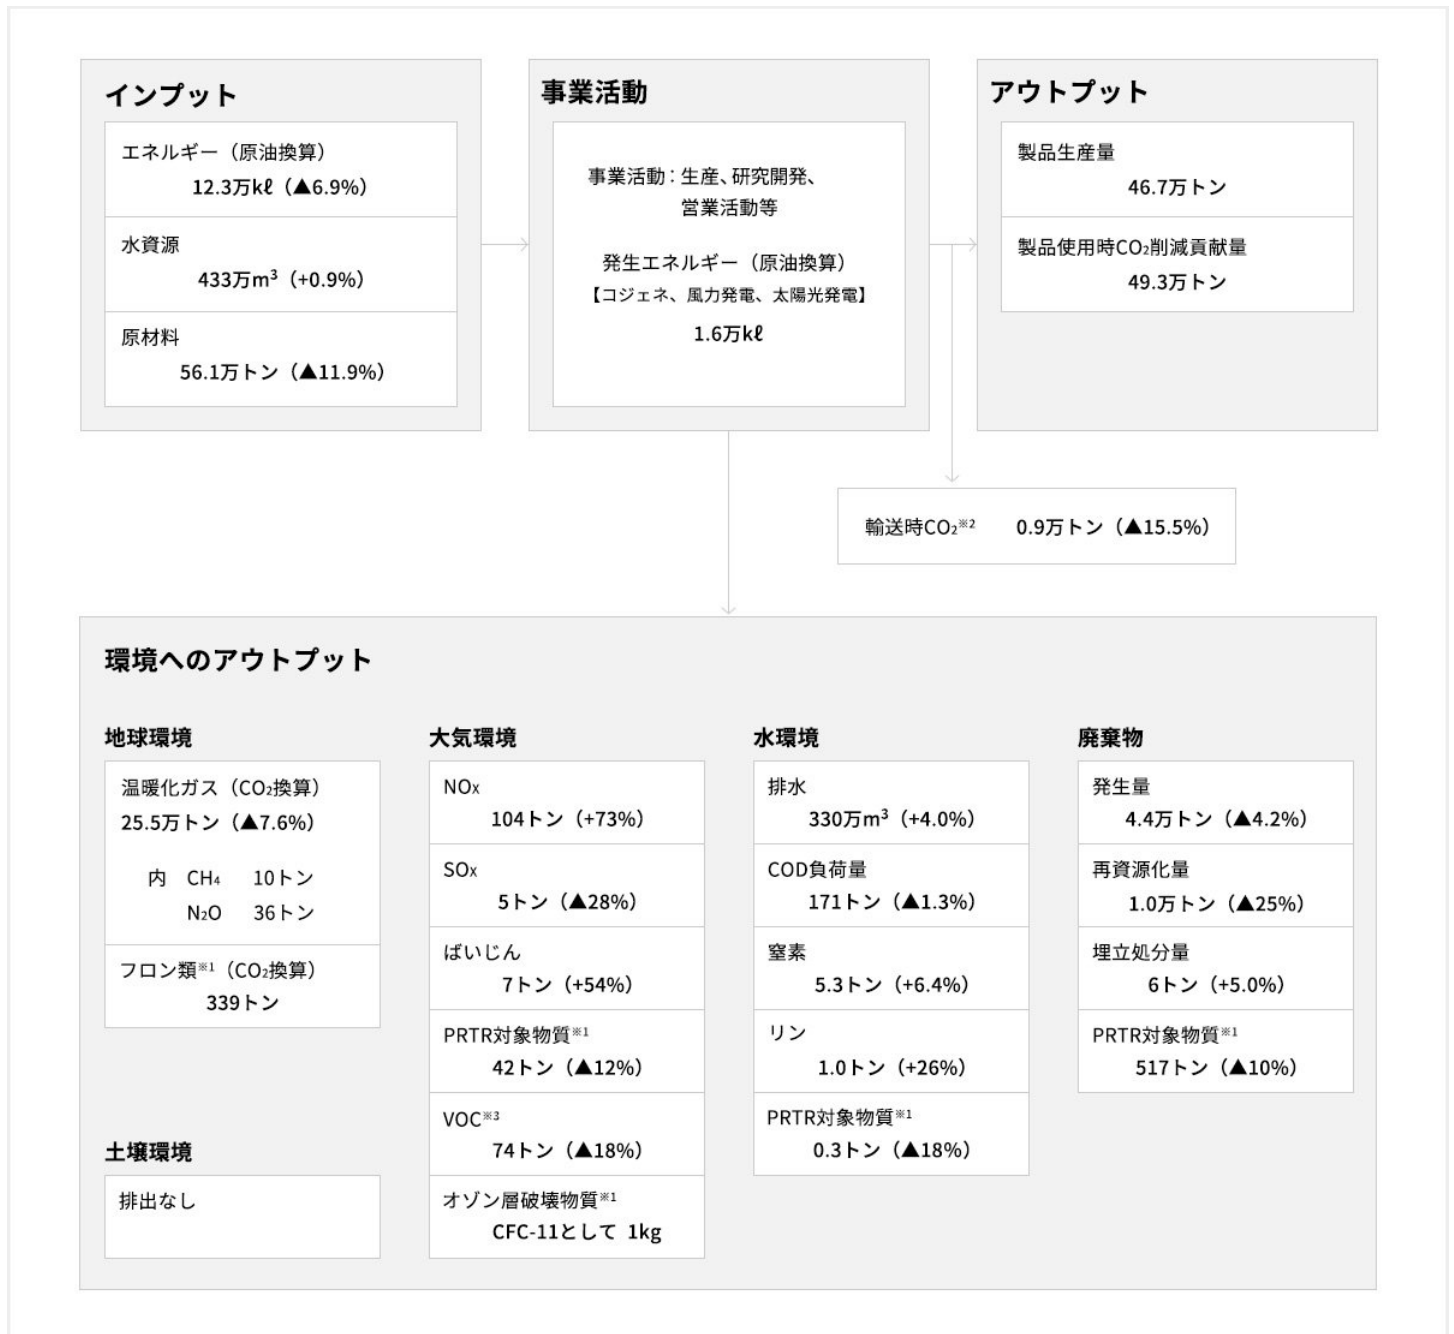 インプット
エネルギー（原油換算）
12.3万kℓ（▲6.9%）
水資源
433万m³（+0.9%）
原材料
56.1万トン（▲11.9%）
事業活動
事業活動：生産、研究開発、
営業活動等
発生エネルギー（原油換算）
【コジェネ、風力発電、太陽光発電】
1.6万kℓ
アウトプット
製品生産量
46.7万トン
製品使用時CO₂削減貢献量
49.3万トン
輸送時CO₂※2 0.9万トン（▲15.5%）
環境へのアウトプット
地球環境
温暖化ガス（CO₂換算）
25.5万トン（▲7.6%）
内 CH₄ 10トン
N₂O 36トン
フロン類※1（CO₂換算）
339トン
土壌環境
排出なし
大気環境
NOx
104トン（+73%）
SOx
5トン（▲28%）
ばいじん
7トン（+54%）
PRTR対象物質※1
42トン（▲12%）
VOC※3
74トン（▲18%）
オゾン層破壊物質※1
CFC-11として 1kg
水環境
排水
330万m³（+4.0%）
COD負荷量
171トン（▲1.3%）
窒素
5.3トン（+6.4%）
リン
1.0トン（+26%）
PRTR対象物質※1
0.3トン（▲18%）
廃棄物
発生量
4.4万トン（▲4.2%）
再資源化量
1.0万トン（▲25%）
埋立処分量
6トン（+5.0%）
PRTR対象物質※1
517トン（▲10%）